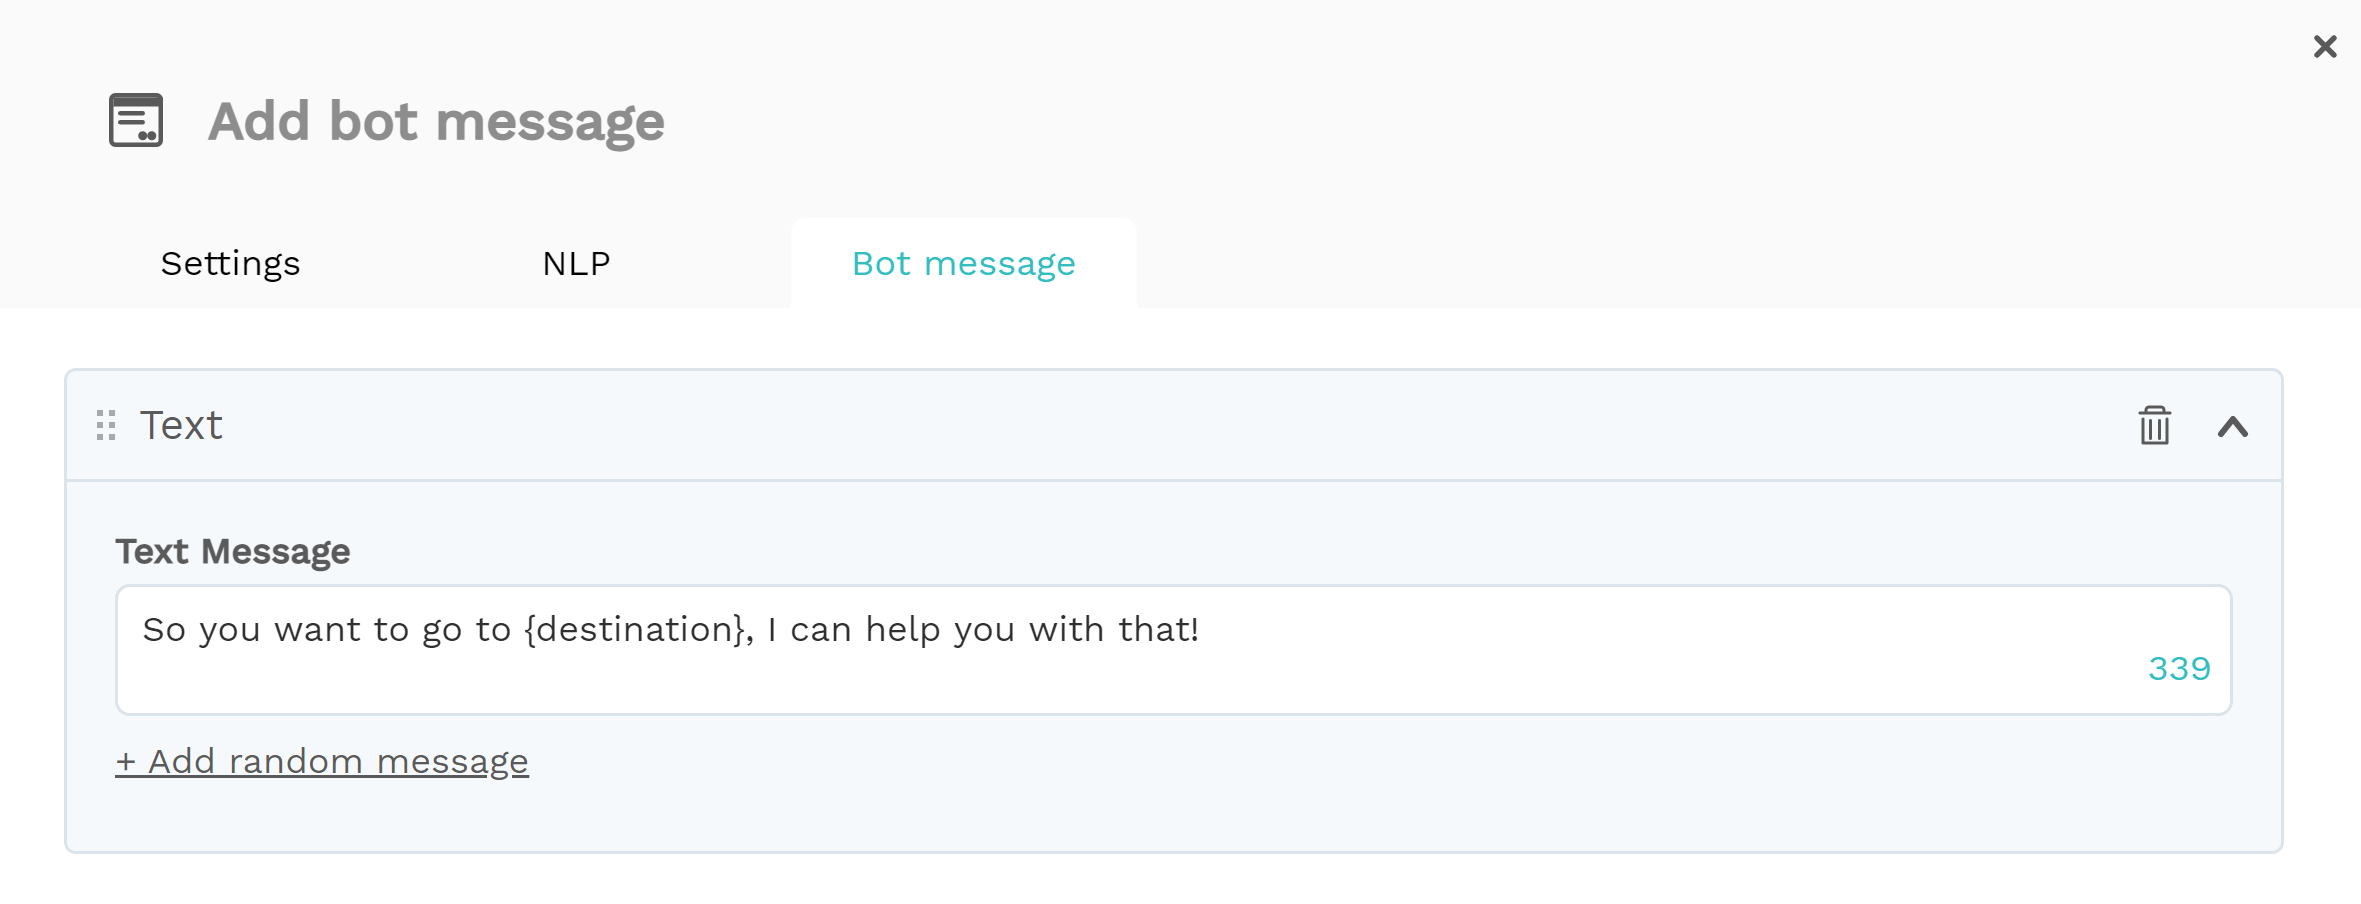 Add bot message
Settings NLP Bot message
Text
Text Message
So you want to go to {destination}, I can help you with that!
339
+ Add random message